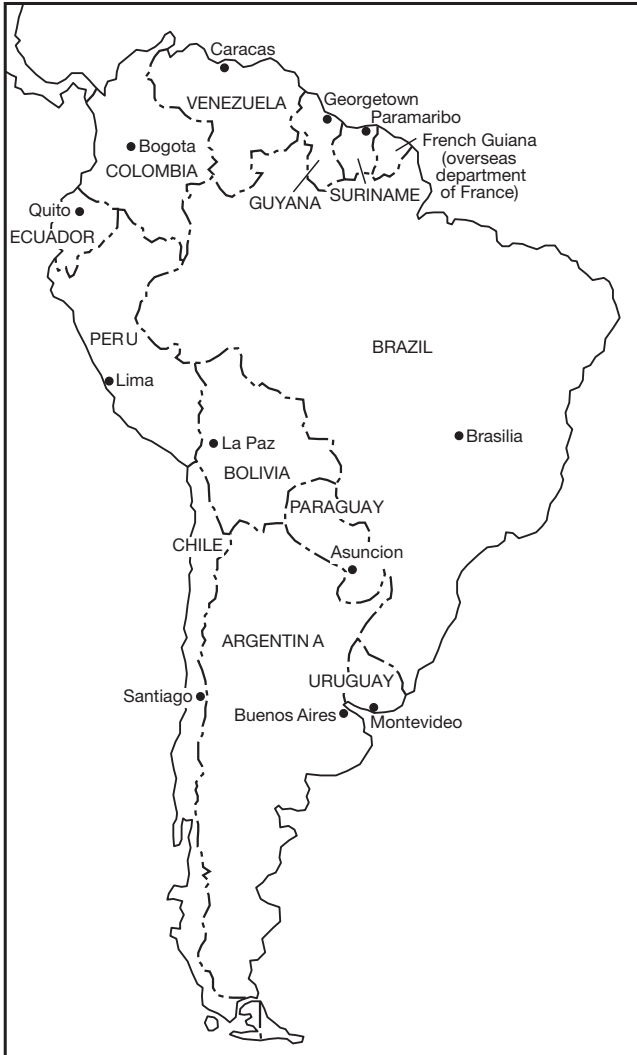 Caracas
VENEZUELA
Georgetown
Paramaribo
French Guiana
(overseas
department
of France)
Bogota
COLOMBIA
GUYANA
SURINAME
Quito
ECUADOR
PERU
BRAZIL
Lima
Brasilia
La Paz
BOLIVIA
PARAGUAY
CHILE
Asuncion
ARGENTINA
URUGUAY
Santiago
Buenos Aires
Montevideo